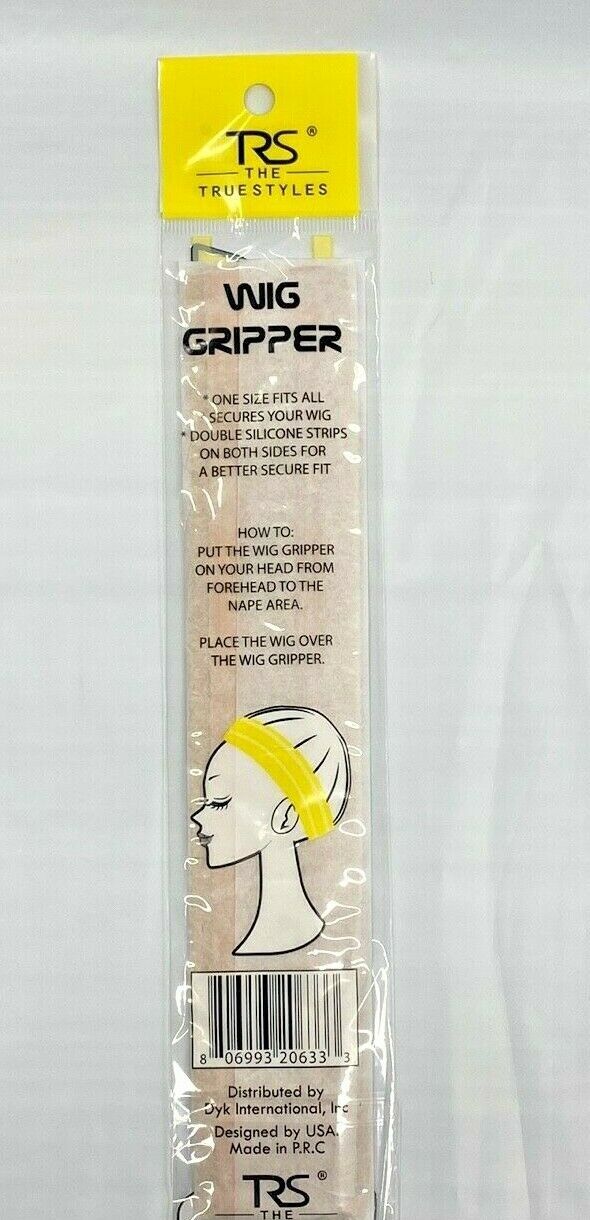 TRS®
THE
TRUESTYLES
WIG
GRIPPER
* ONE SIZE FITS ALL
SECURES YOUR WIG
* DOUBLE SILICONE STRIPS
ON BOTH SIDES FOR
A BETTER SECURE FIT
HOW TO:
PUT THE WIG GRIPPER
ON YOUR HEAD FROM
FOREHEAD TO THE
NAPE AREA.
PLACE THE WIG OVER
THE WIG GRIPPER.
8 06993 20633 3
Distributed by
Dyk International, Inc
Designed by USA.
Made in P.R.C
TRS®
THE